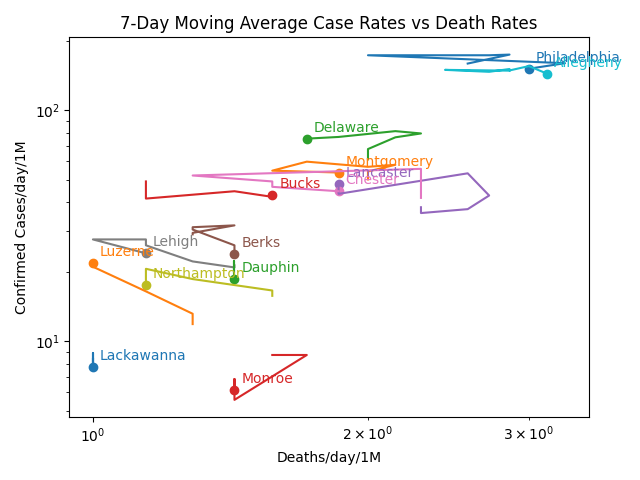 7-Day Moving Average Case Rates vs Death Rates
Confirmed Cases/day/1M
10²
10¹
Philadelphia
Allegheny
Delaware
Montgomery
Lancaster
Chester
Bucks
Lehigh
Berks
Luzerne
Dauphin
Northampton
Lackawanna
Monroe
10⁰
2 × 10⁰
3 × 10⁰
Deaths/day/1M